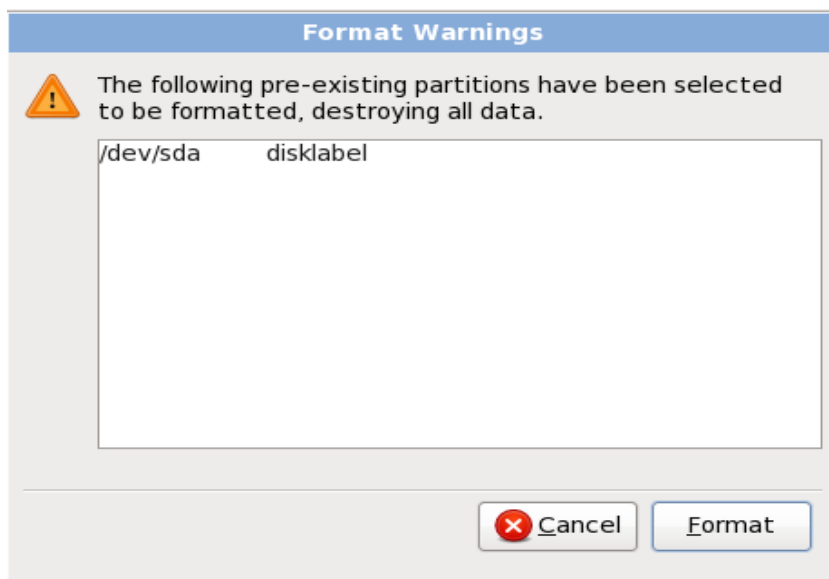 Format Warnings
The following pre-existing partitions have been selected
to be formatted, destroying all data.
/dev/sda disklabel
Cancel Format